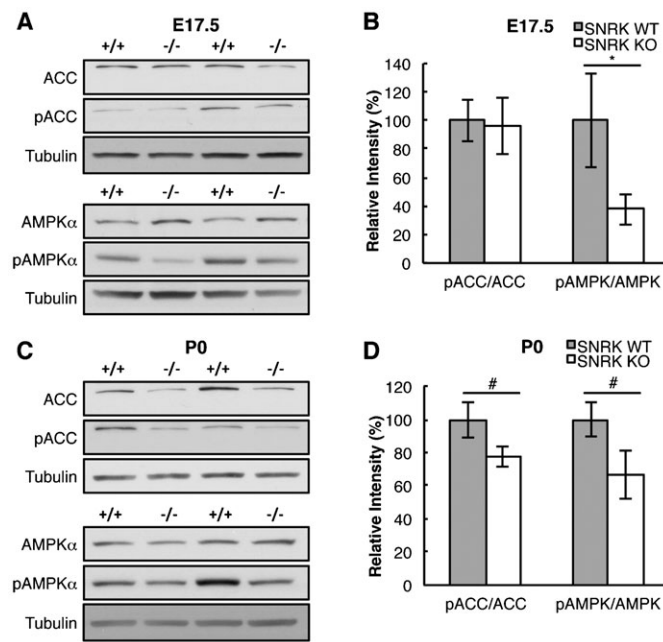 A
E17.5
+/+ -/- +/+ -/-
ACC
pACC
Tubulin
+/+ -/- +/+ -/-
AMPKα
pAMPKα
Tubulin
B
E17.5
SNRK WT
SNRK KO
Relative Intensity (%)
140
120
100
80
60
40
20
0
*
pACC/ACC
pAMPK/AMPK
C
P0
+/+ -/- +/+ -/-
ACC
pACC
Tubulin
+/+ -/- +/+ -/-
AMPKα
pAMPKα
Tubulin
D
P0
SNRK WT
SNRK KO
Relative Intensity (%)
120
100
80
60
40
20
0
#
#
pACC/ACC
pAMPK/AMPK